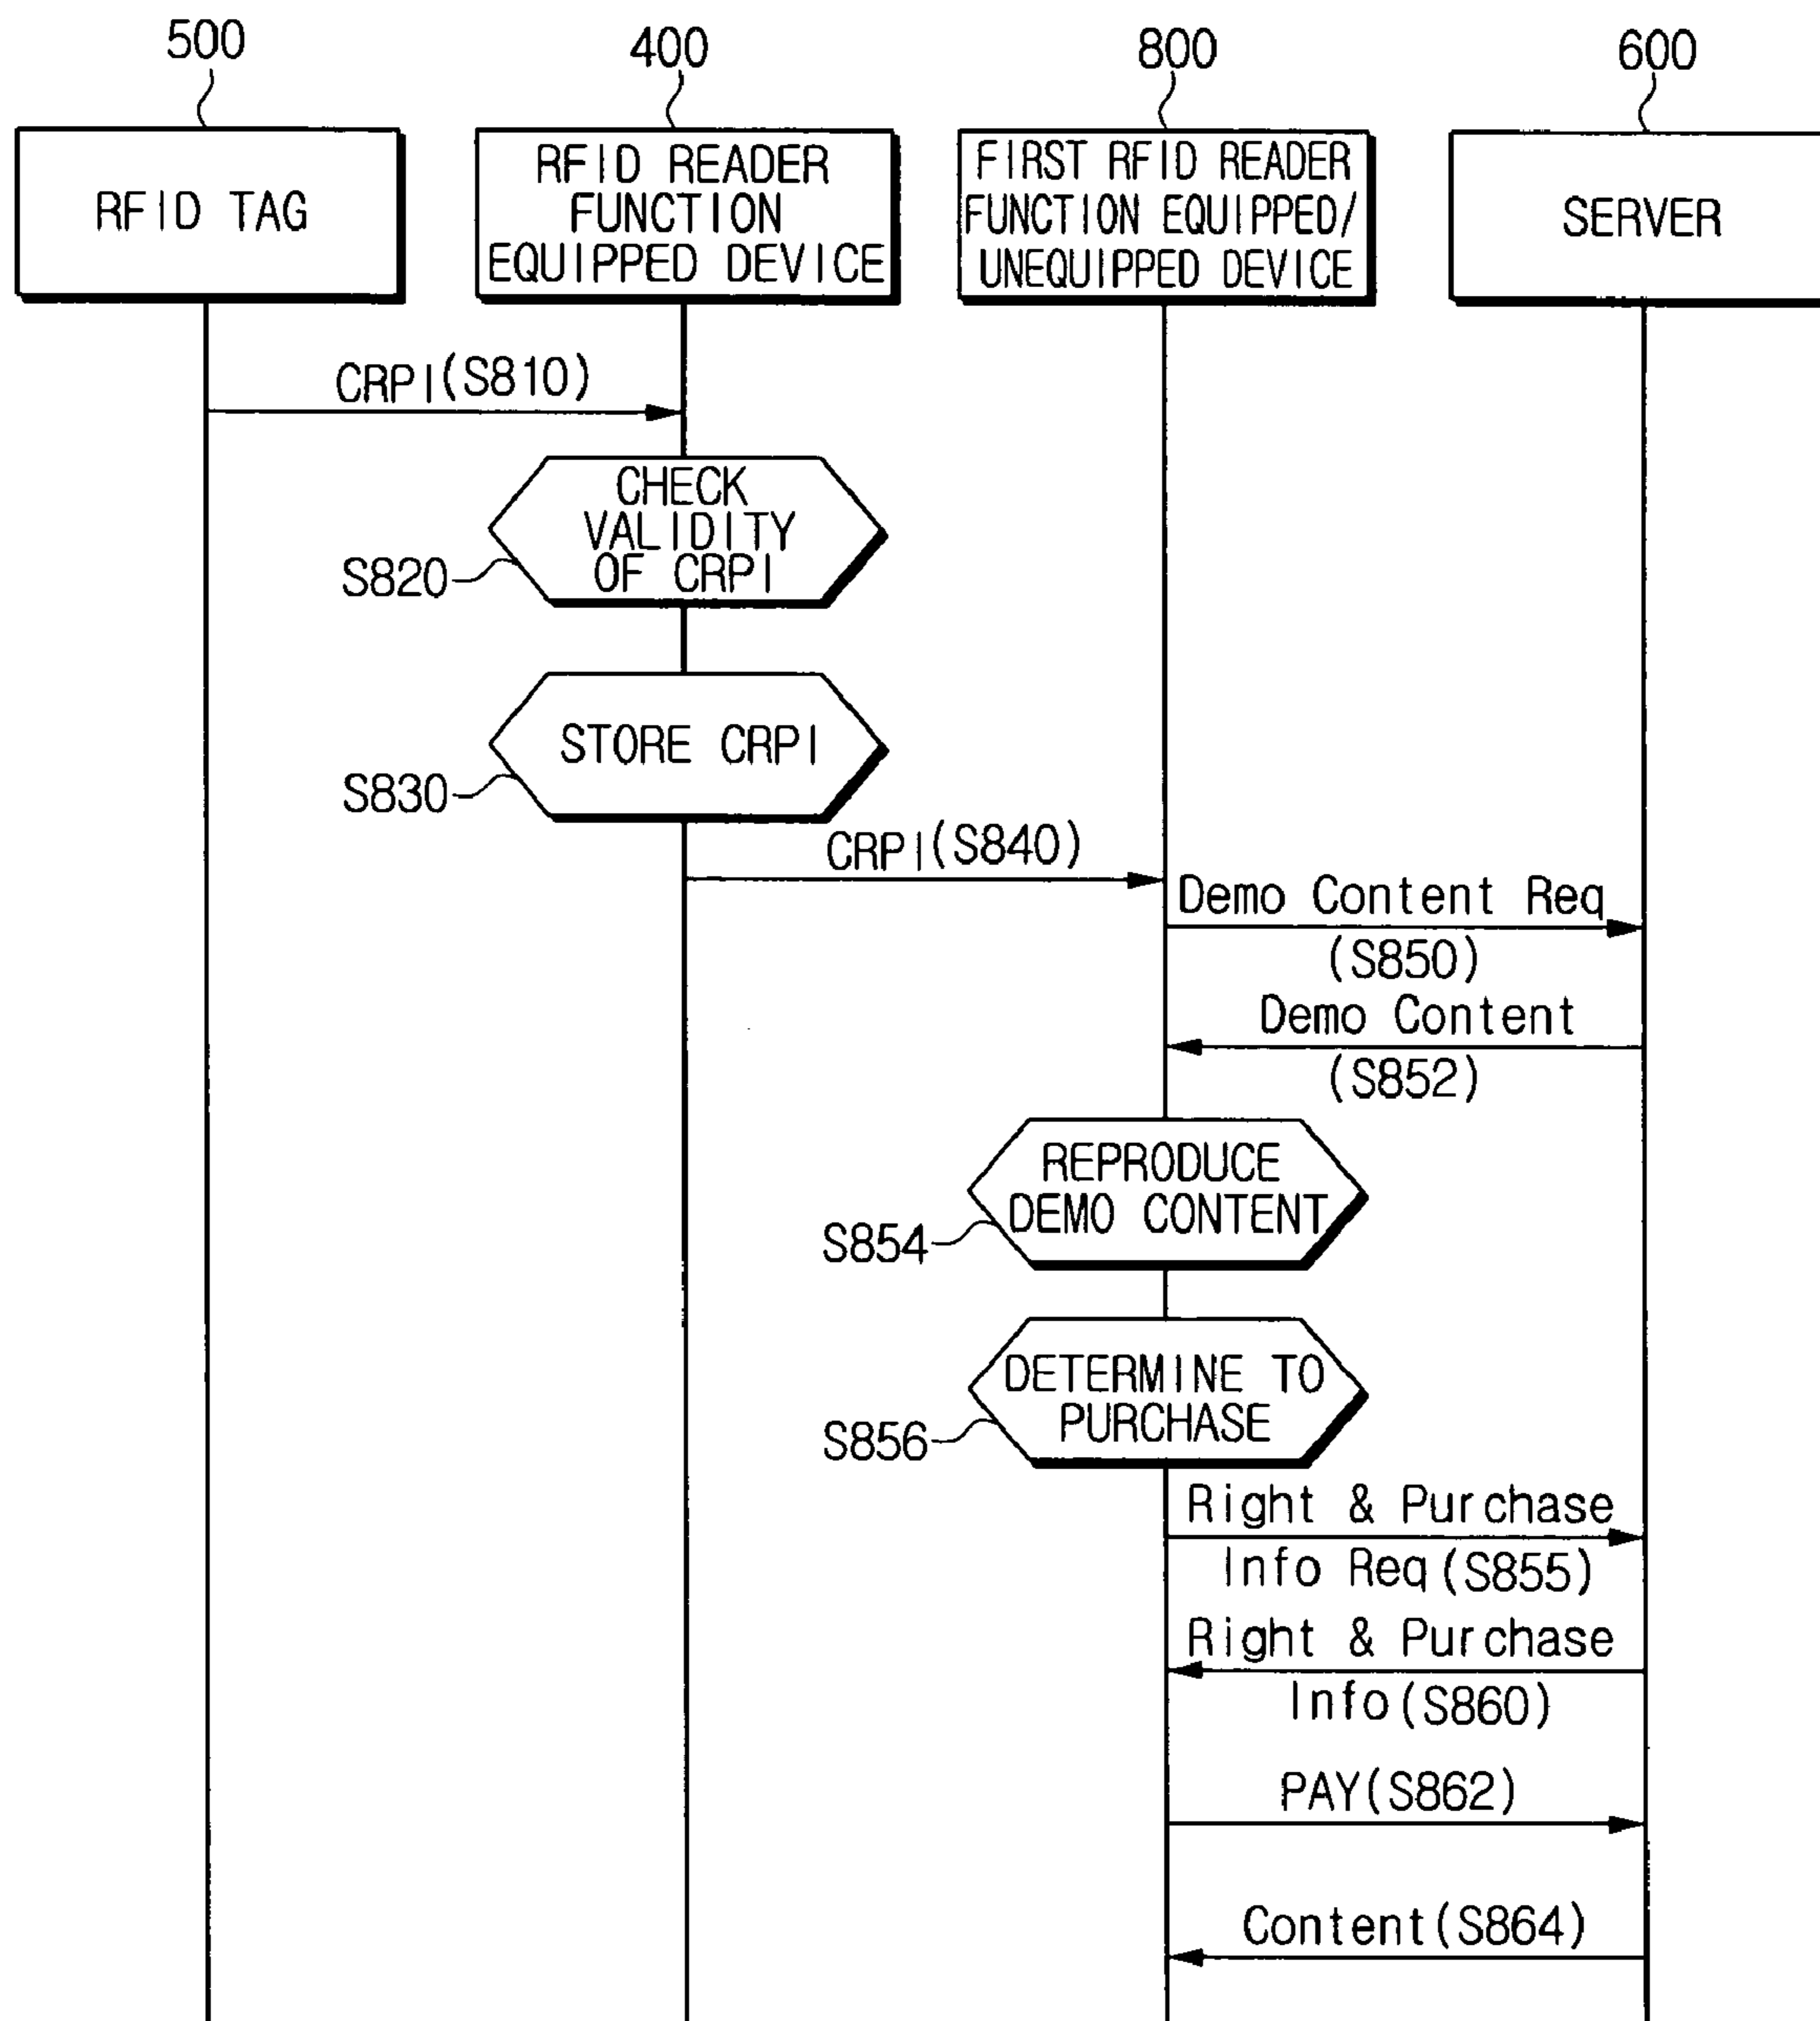 500
400
800
600
RFID TAG
RFID READER
FUNCTION
EQUIPPED DEVICE
FIRST RFID READER
FUNCTION EQUIPPED/
UNEQUIPPED DEVICE
SERVER
CRPI(S810)
CHECK
VALIDITY
OF CRPI
S820
STORE CRPI
S830
CRPI(S840)
Demo Content Req
(S850)
Demo Content
(S852)
REPRODUCE
DEMO CONTENT
S854
DETERMINE TO
PURCHASE
S856
Right & Purchase
Info Req(S855)
Right & Purchase
Info(S860)
PAY(S862)
Content(S864)